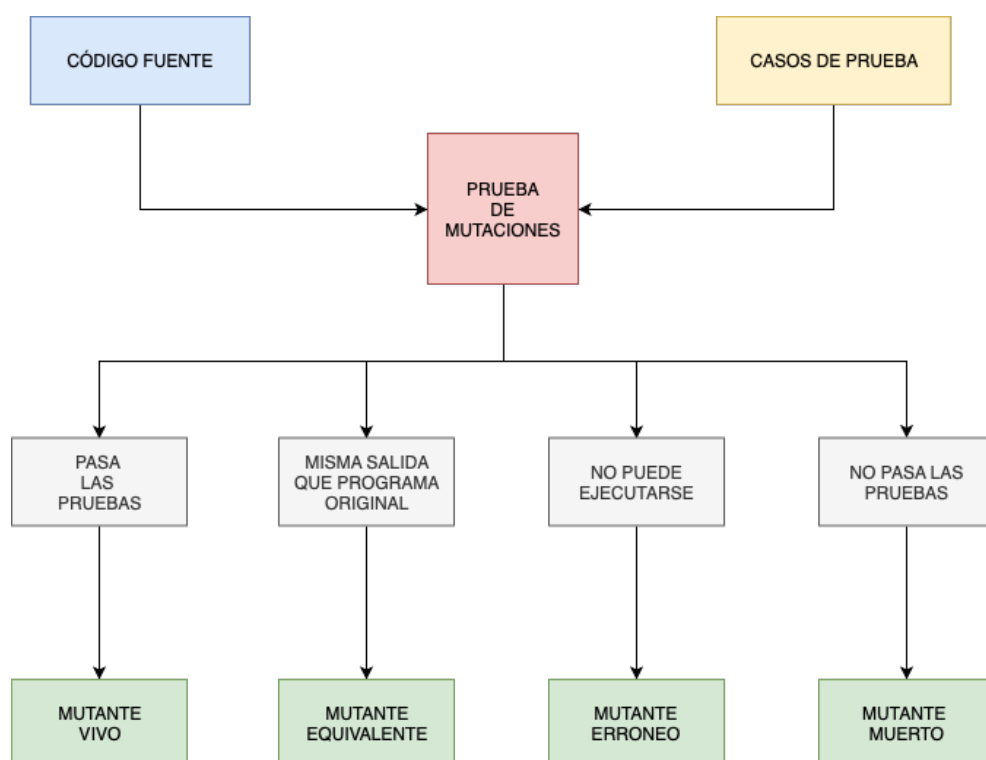 CÓDIGO FUENTE
CASOS DE PRUEBA
PRUEBA
DE
MUTACIONES
PASA
LAS
PRUEBAS
MISMA SALIDA
QUE PROGRAMA
ORIGINAL
NO PUEDE
EJECUTARSE
NO PASA LAS
PRUEBAS
MUTANTE
VIVO
MUTANTE
EQUIVALENTE
MUTANTE
ERRONEO
MUTANTE
MUERTO